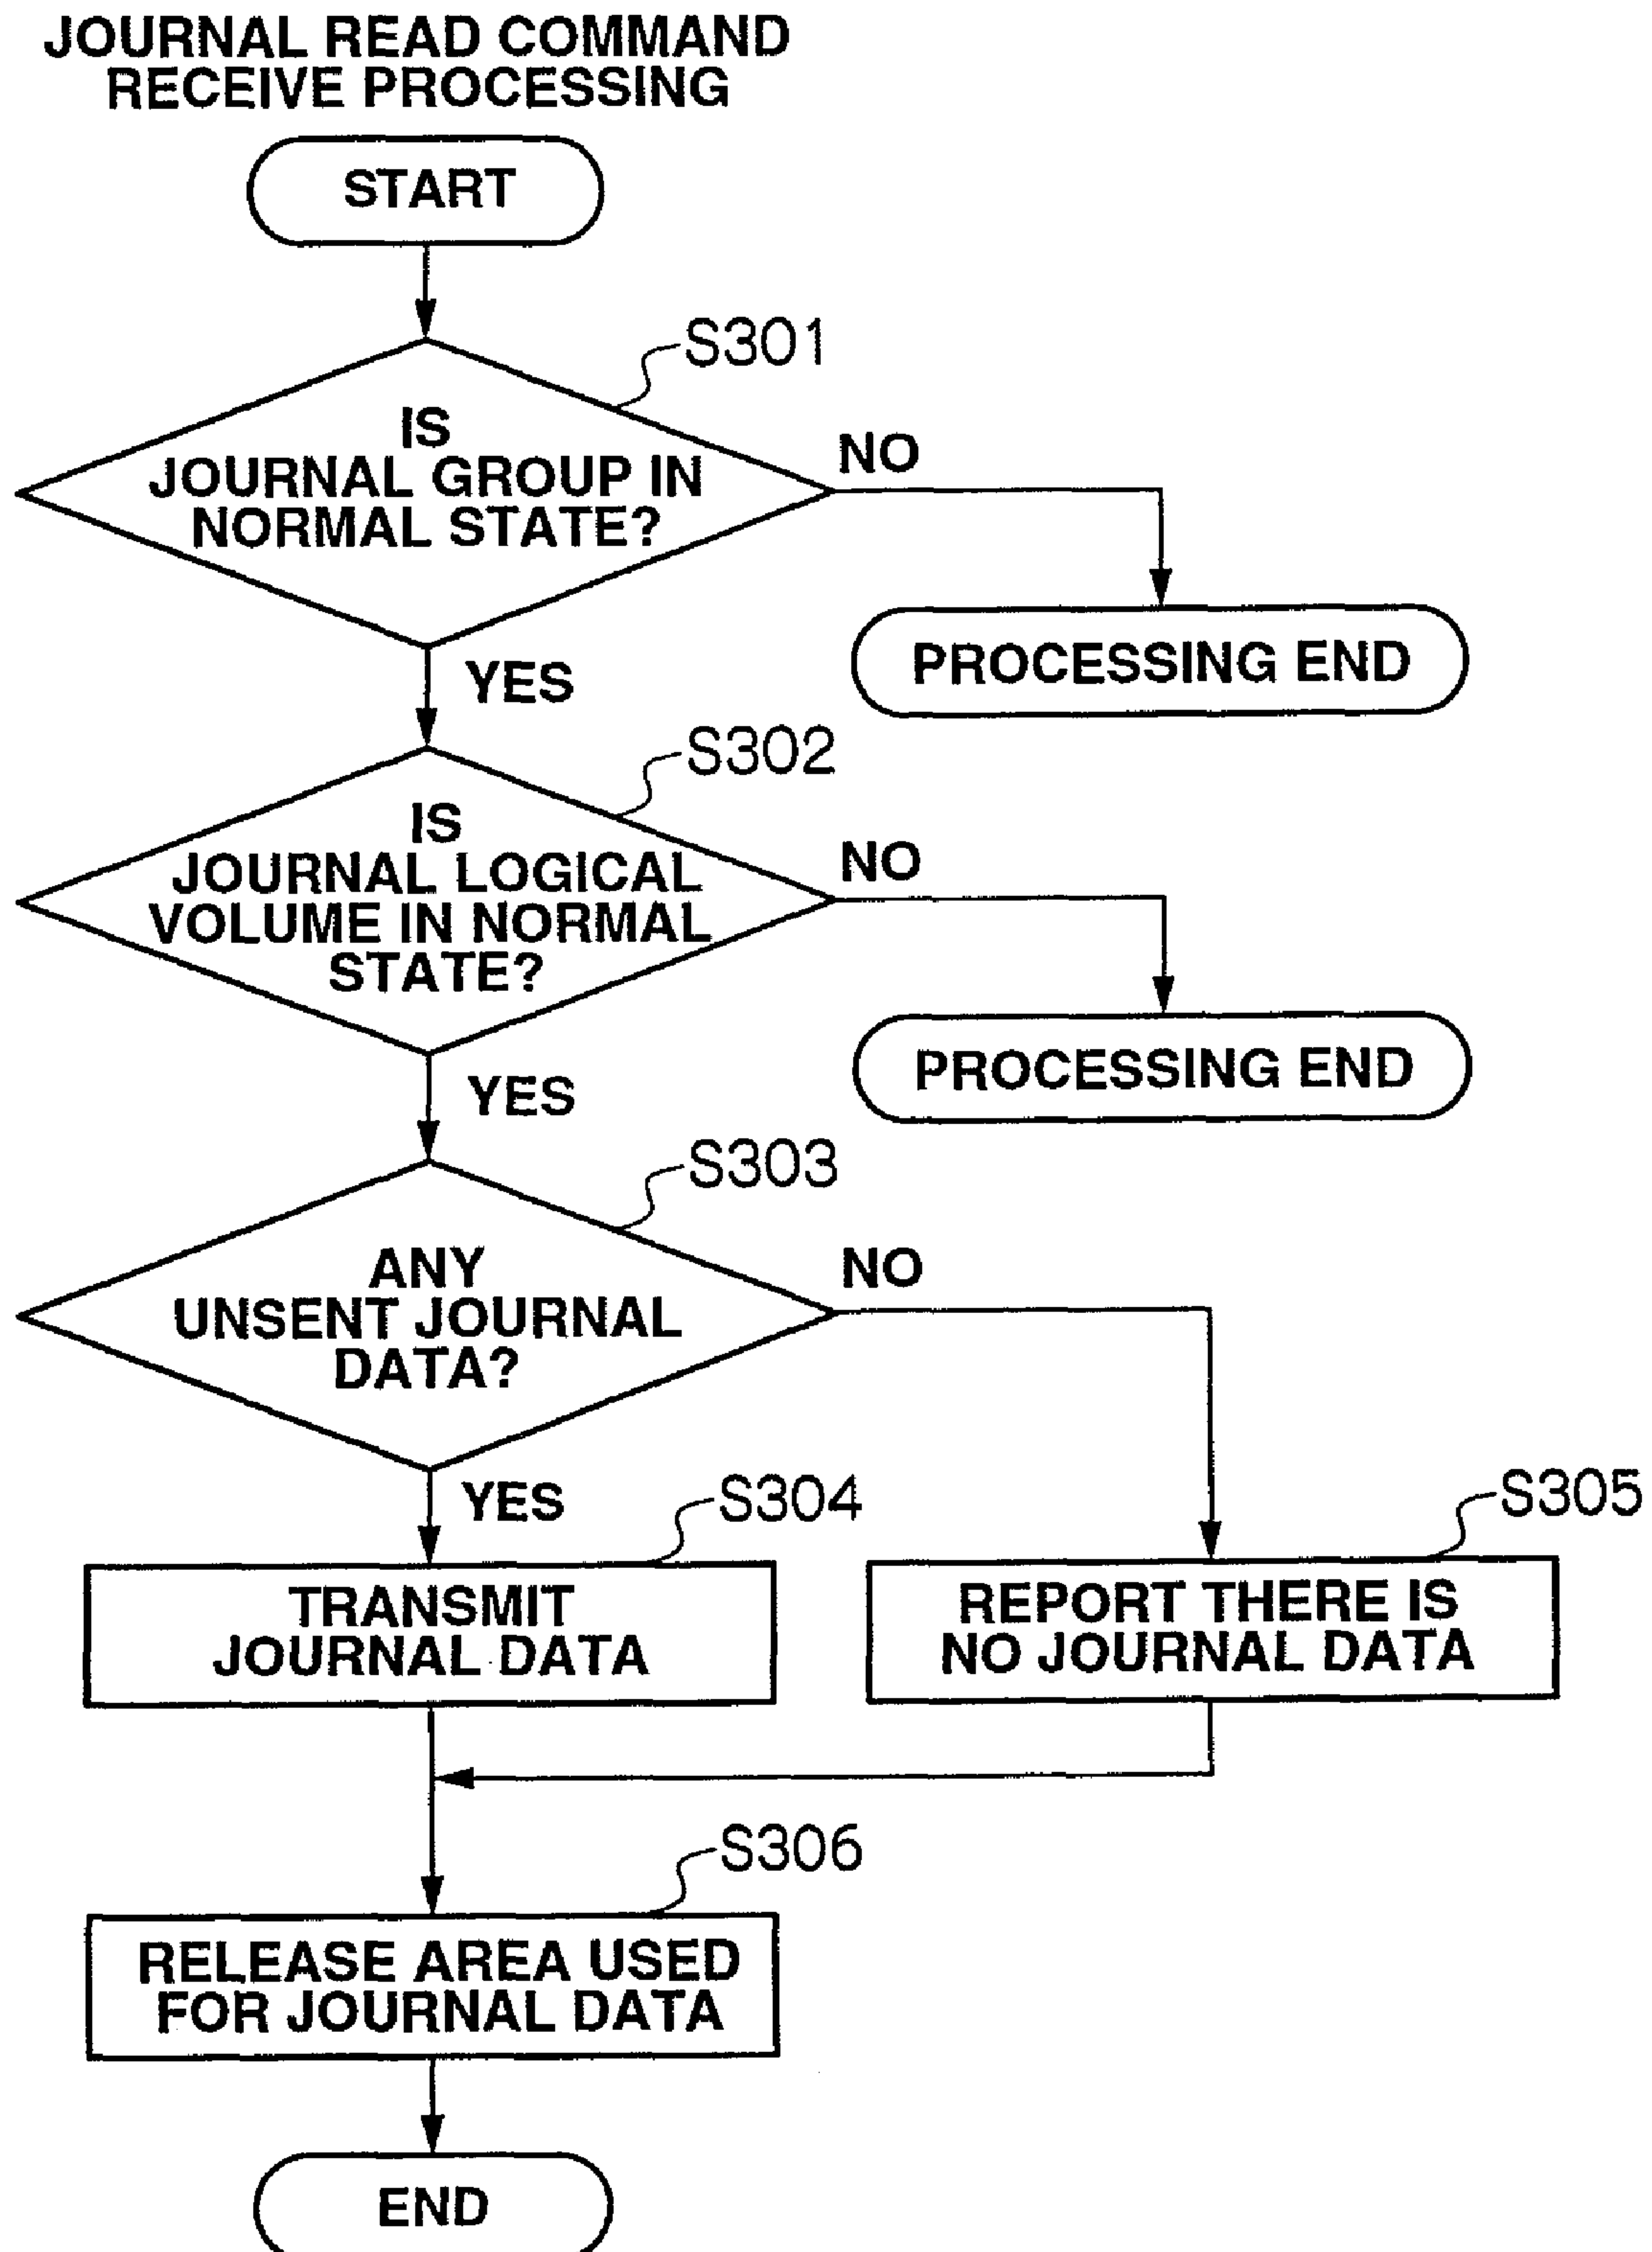 JOURNAL READ COMMAND
RECEIVE PROCESSING
START
S301
IS
JOURNAL GROUP IN
NORMAL STATE?
NO
PROCESSING END
YES
S302
IS
JOURNAL LOGICAL
VOLUME IN NORMAL
STATE?
NO
PROCESSING END
YES
S303
ANY
UNSENT JOURNAL
DATA?
NO
YES
S304
S305
TRANSMIT
JOURNAL DATA
REPORT THERE IS
NO JOURNAL DATA
S306
RELEASE AREA USED
FOR JOURNAL DATA
END